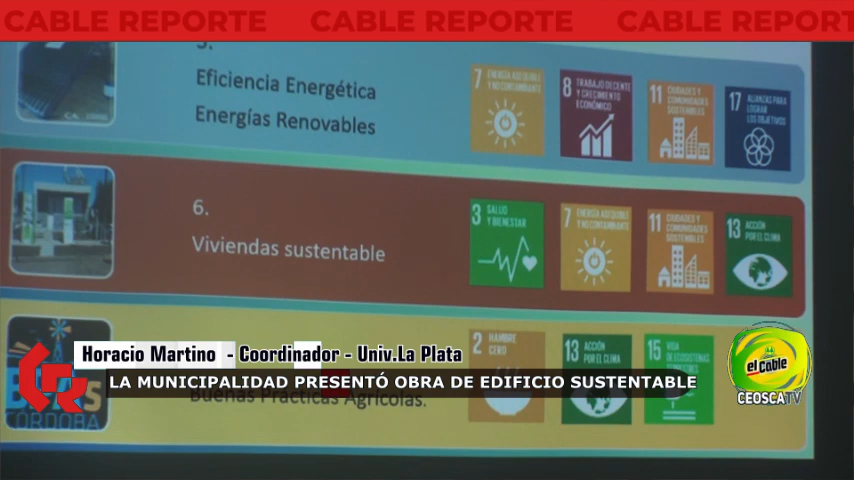 CABLE REPORTE CABLE REPORTE CABLE REPORT
5.
Eficiencia Energética
Energías Renovables
7 ENERGÍA ASEQUIBLE
Y NO CONTAMINANTE
8 TRABAJO DECENTE
Y CRECIMIENTO
ECONÓMICO
11 CIUDADES Y
COMUNIDADES
SOSTENIBLES
17 ALIANZAS PARA
LOGRAR
LOS OBJETIVOS
6.
Viviendas sustentable
3 SALUD
Y BIENESTAR
7 ENERGÍA ASEQUIBLE
Y NO CONTAMINANTE
11 CIUDADES Y
COMUNIDADES
SOSTENIBLES
13 ACCIÓN
POR EL CLIMA
2 HAMBRE
CERO
13 ACCIÓN
POR EL CLIMA
15 VIDA
DE ECOSISTEMAS
Horacio Martino - Coordinador - Univ.La Plata
LA MUNICIPALIDAD PRESENTÓ OBRA DE EDIFICIO SUSTENTABLE
Buenas Prácticas Agrícolas.
CÓRDOBA
el Cable
CEOSCATV